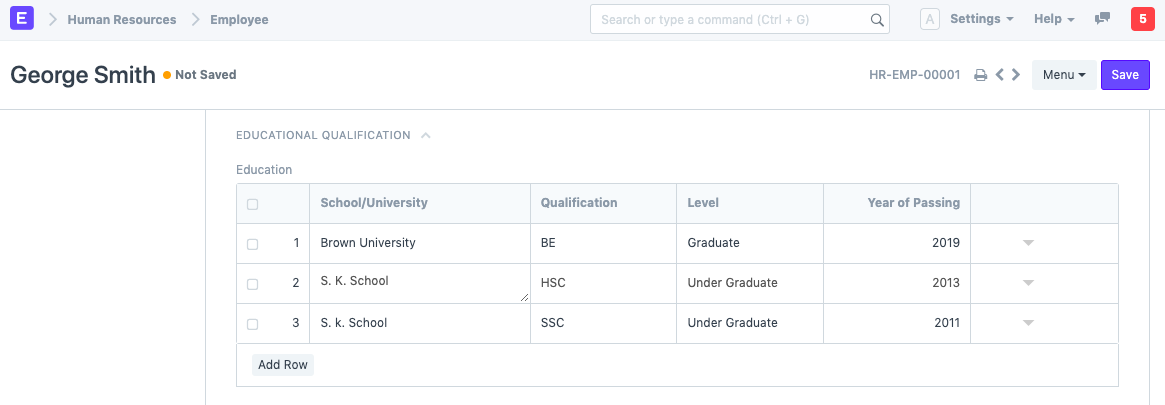 E Human Resources Employee Search or type a command (Ctrl + G) A Settings Help 5
George Smith Not Saved HR-EMP-00001 Menu Save
EDUCATIONAL QUALIFICATION
Education
School/University Qualification Level Year of Passing
1 Brown University BE Graduate 2019
2 S. K. School HSC Under Graduate 2013
3 S. k. School SSC Under Graduate 2011
Add Row